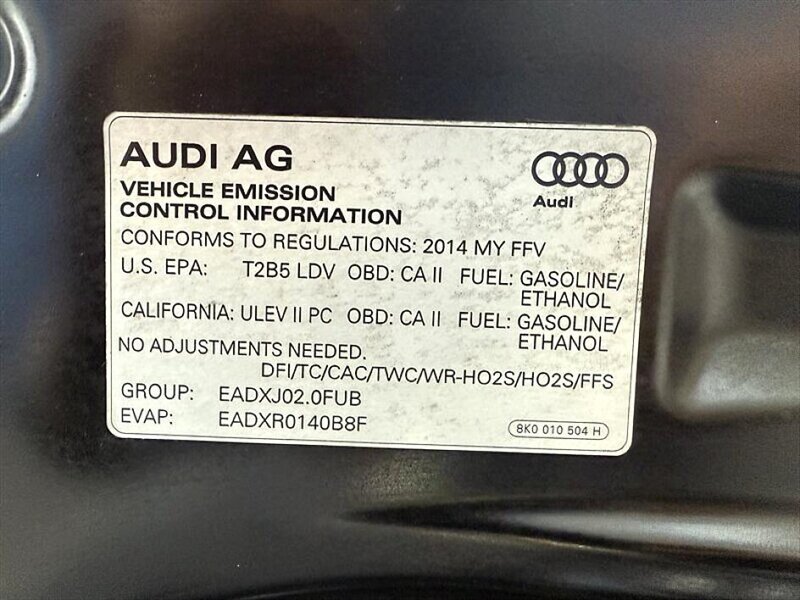 AUDI AG
Audi
VEHICLE EMISSION
CONTROL INFORMATION
CONFORMS TO REGULATIONS: 2014 MY FFV
U.S. EPA: T2B5 LDV OBD: CA II FUEL: GASOLINE/
ETHANOL
CALIFORNIA: ULEV II PC OBD: CA II FUEL: GASOLINE/
ETHANOL
NO ADJUSTMENTS NEEDED.
DFI/TC/CAC/TWC/WR-HO2S/HO2S/FFS
GROUP: EADXJ02.0FUB
EVAP: EADXR0140B8F
8K0 010 504 H